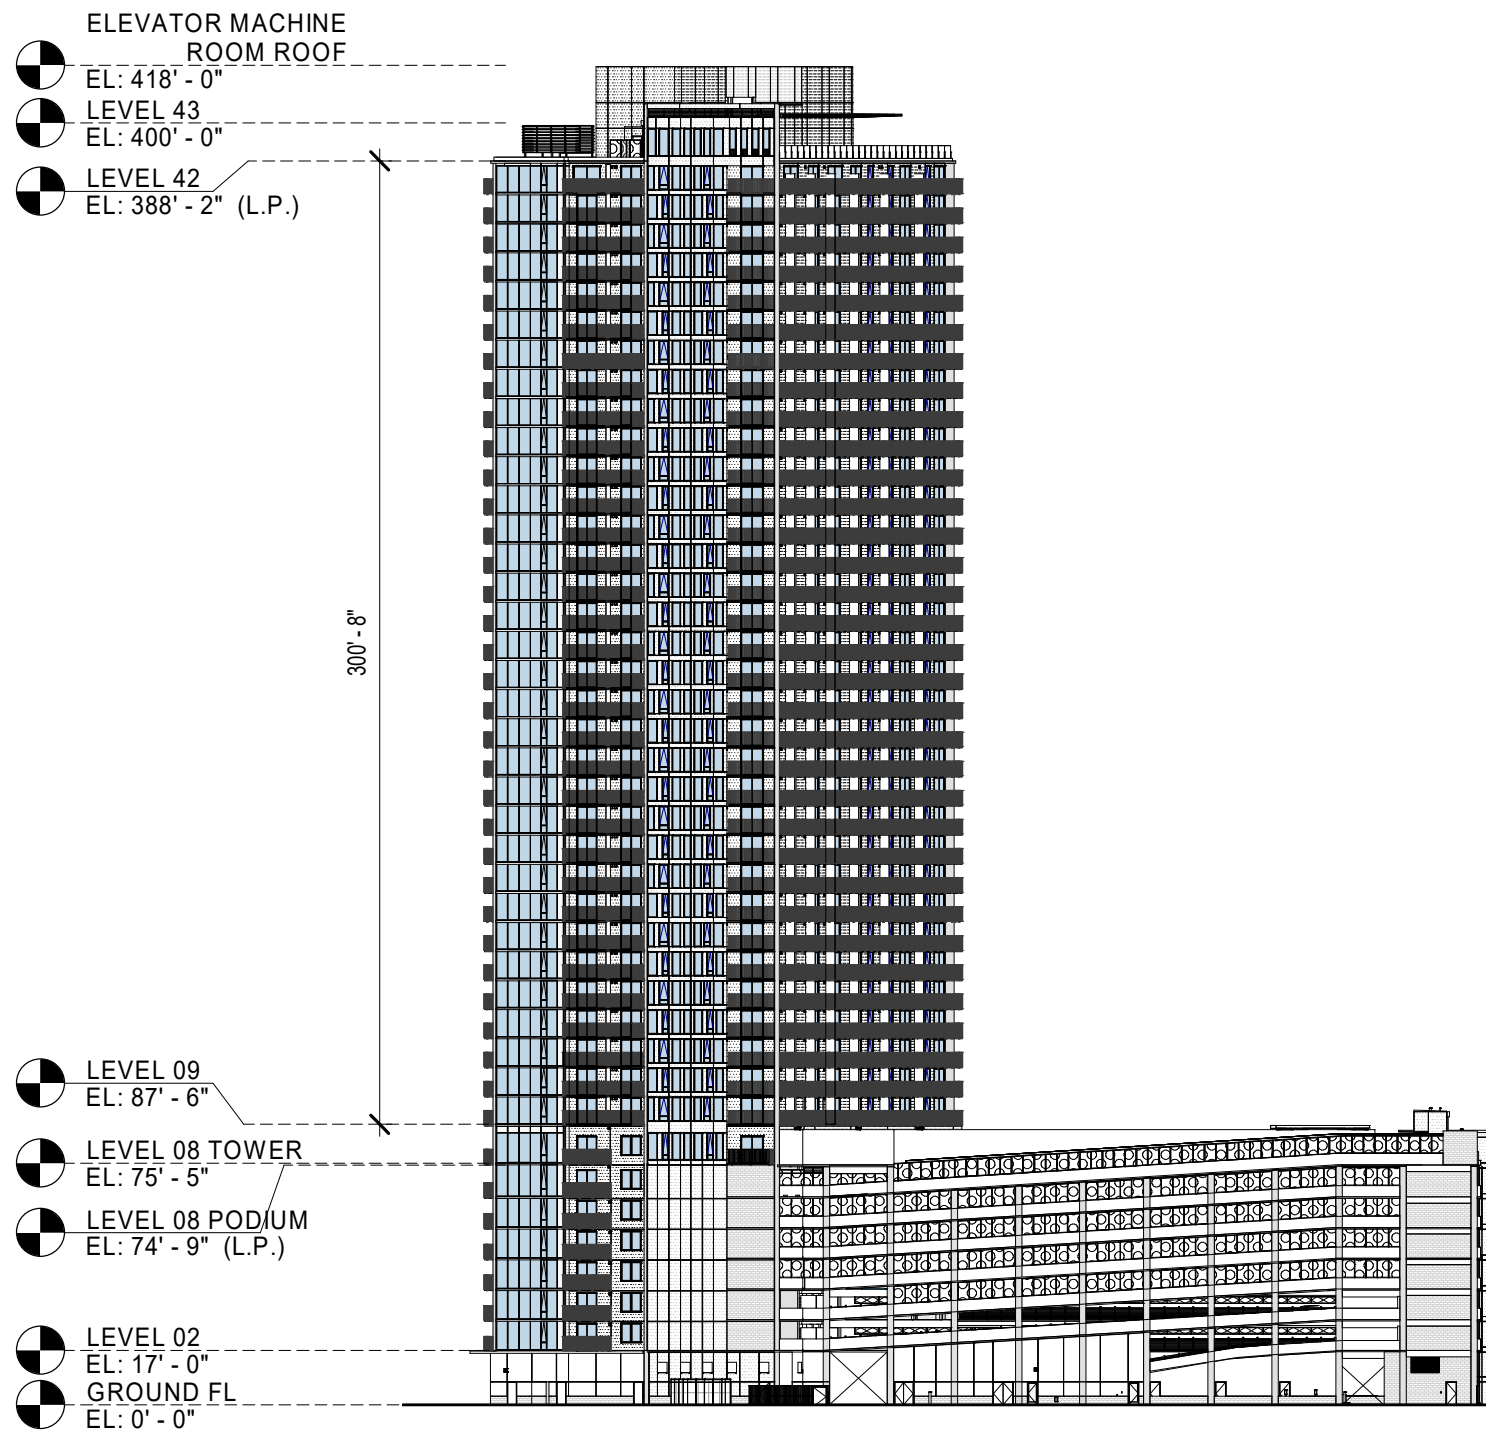 ELEVATOR MACHINE
ROOM ROOF
EL: 418' - 0"
LEVEL 43
EL: 400' - 0"
LEVEL 42
EL: 388' - 2" (L.P.)
300' - 8"
LEVEL 09
EL: 87' - 6"
LEVEL 08 TOWER
EL: 75' - 5"
LEVEL 08 PODIUM
EL: 74' - 9" (L.P.)
LEVEL 02
EL: 17' - 0"
GROUND FL
EL: 0' - 0"